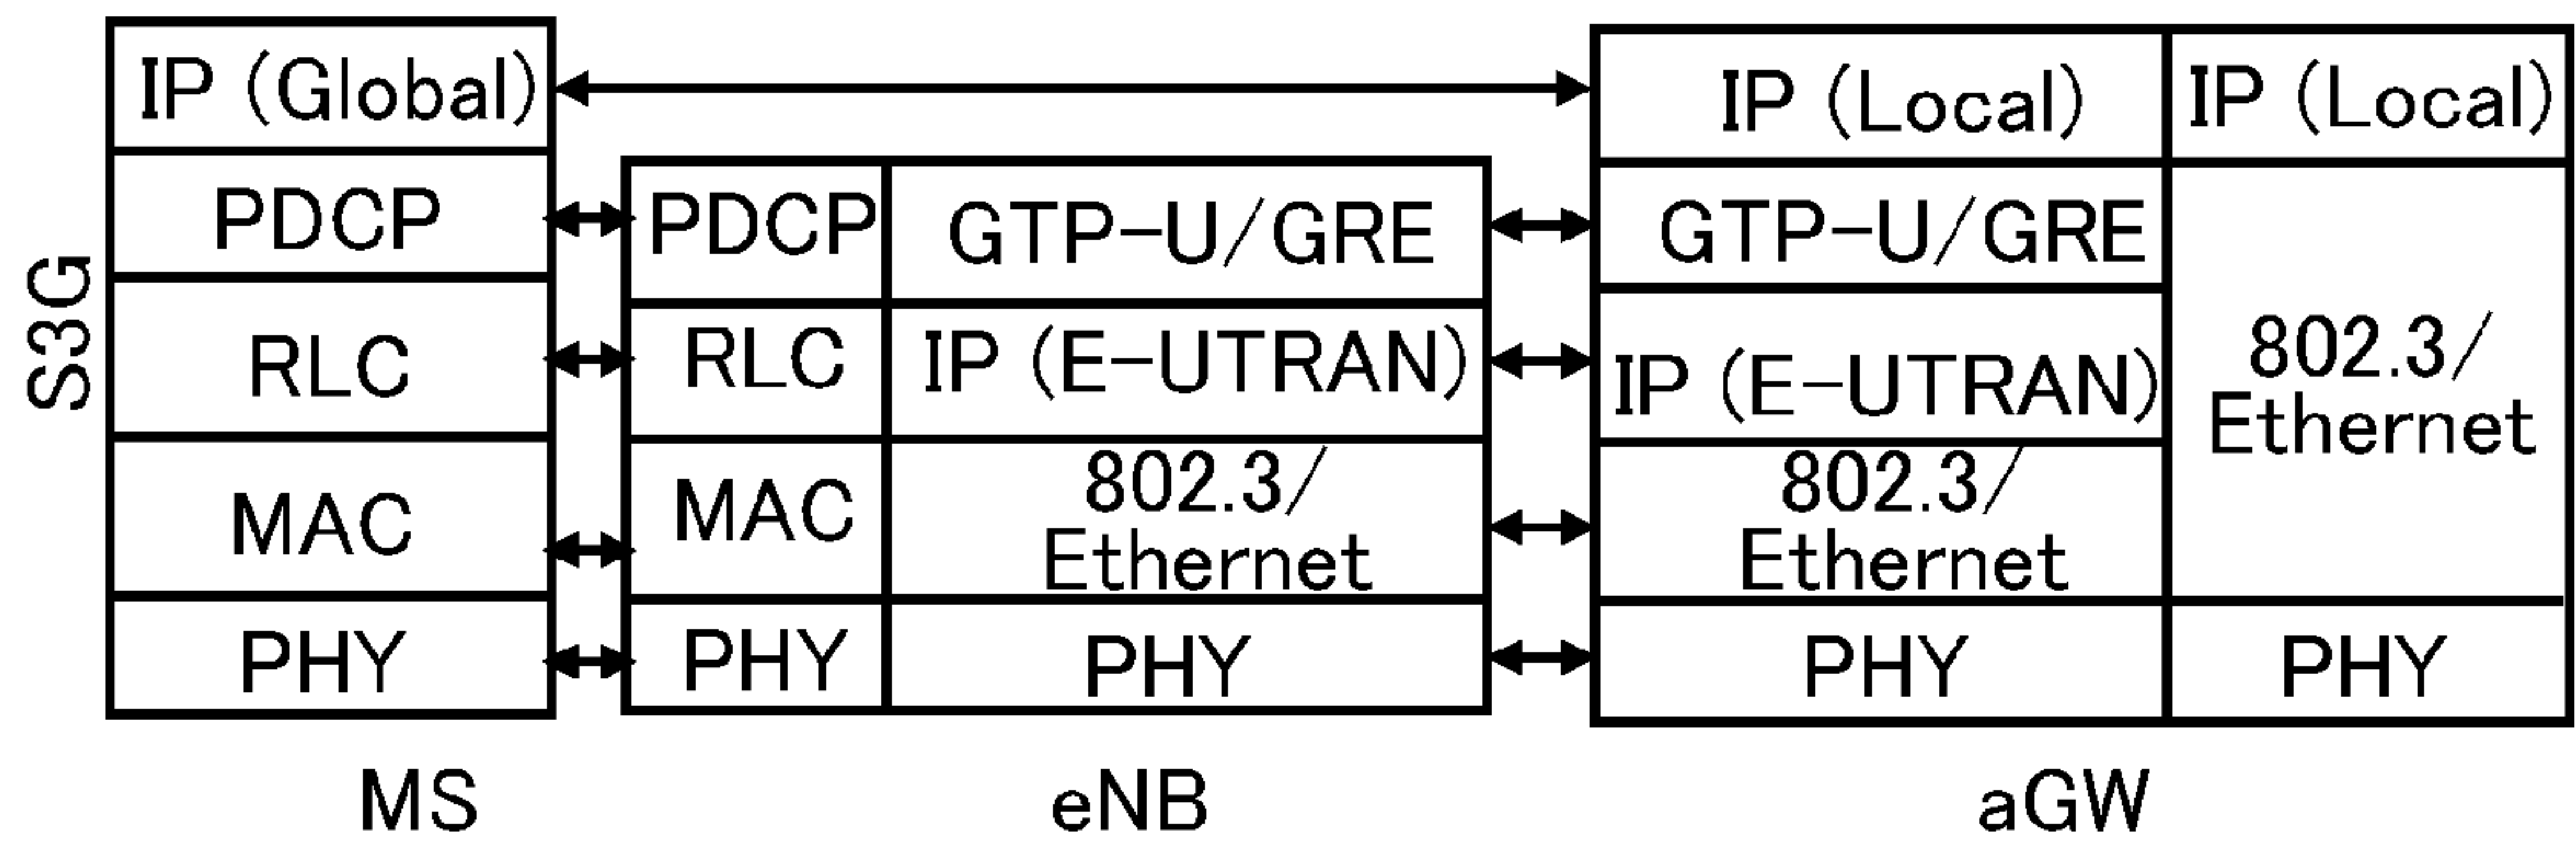 S3G
IP (Global)
PDCP
RLC
MAC
PHY
MS
PDCP
RLC
MAC
PHY
GTP-U/GRE
IP (E-UTRAN)
802.3/
Ethernet
PHY
eNB
IP (Local)
GTP-U/GRE
IP (E-UTRAN)
802.3/
Ethernet
PHY
IP (Local)
802.3/
Ethernet
PHY
aGW